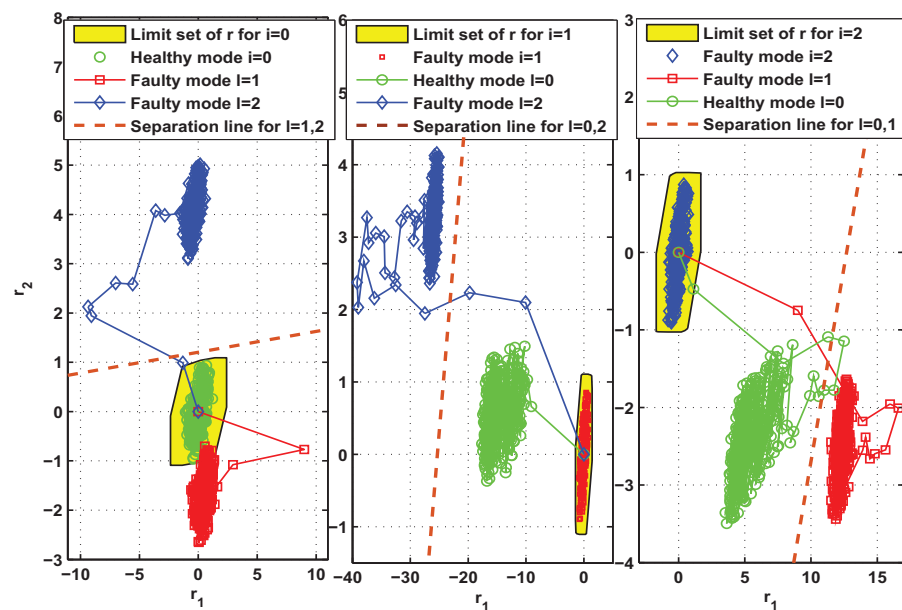 8
7
6
5
4
3
2
1
0
−1
−2
−3
−10
−5
0
5
10
r2
r1
Limit set of r for i=0
Healthy mode i=0
Faulty mode l=1
Faulty mode l=2
Separation line for l=1,2
6
5
4
3
2
1
0
−1
−40
−30
−20
−10
0
r1
Limit set of r for i=1
Faulty mode i=1
Healthy mode l=0
Faulty mode l=2
Separation line for l=0,2
3
2
1
0
−1
−2
−3
−4
0
5
10
15
r1
Limit set of r for i=2
Faulty mode i=2
Faulty mode l=1
Healthy mode l=0
Separation line for l=0,1